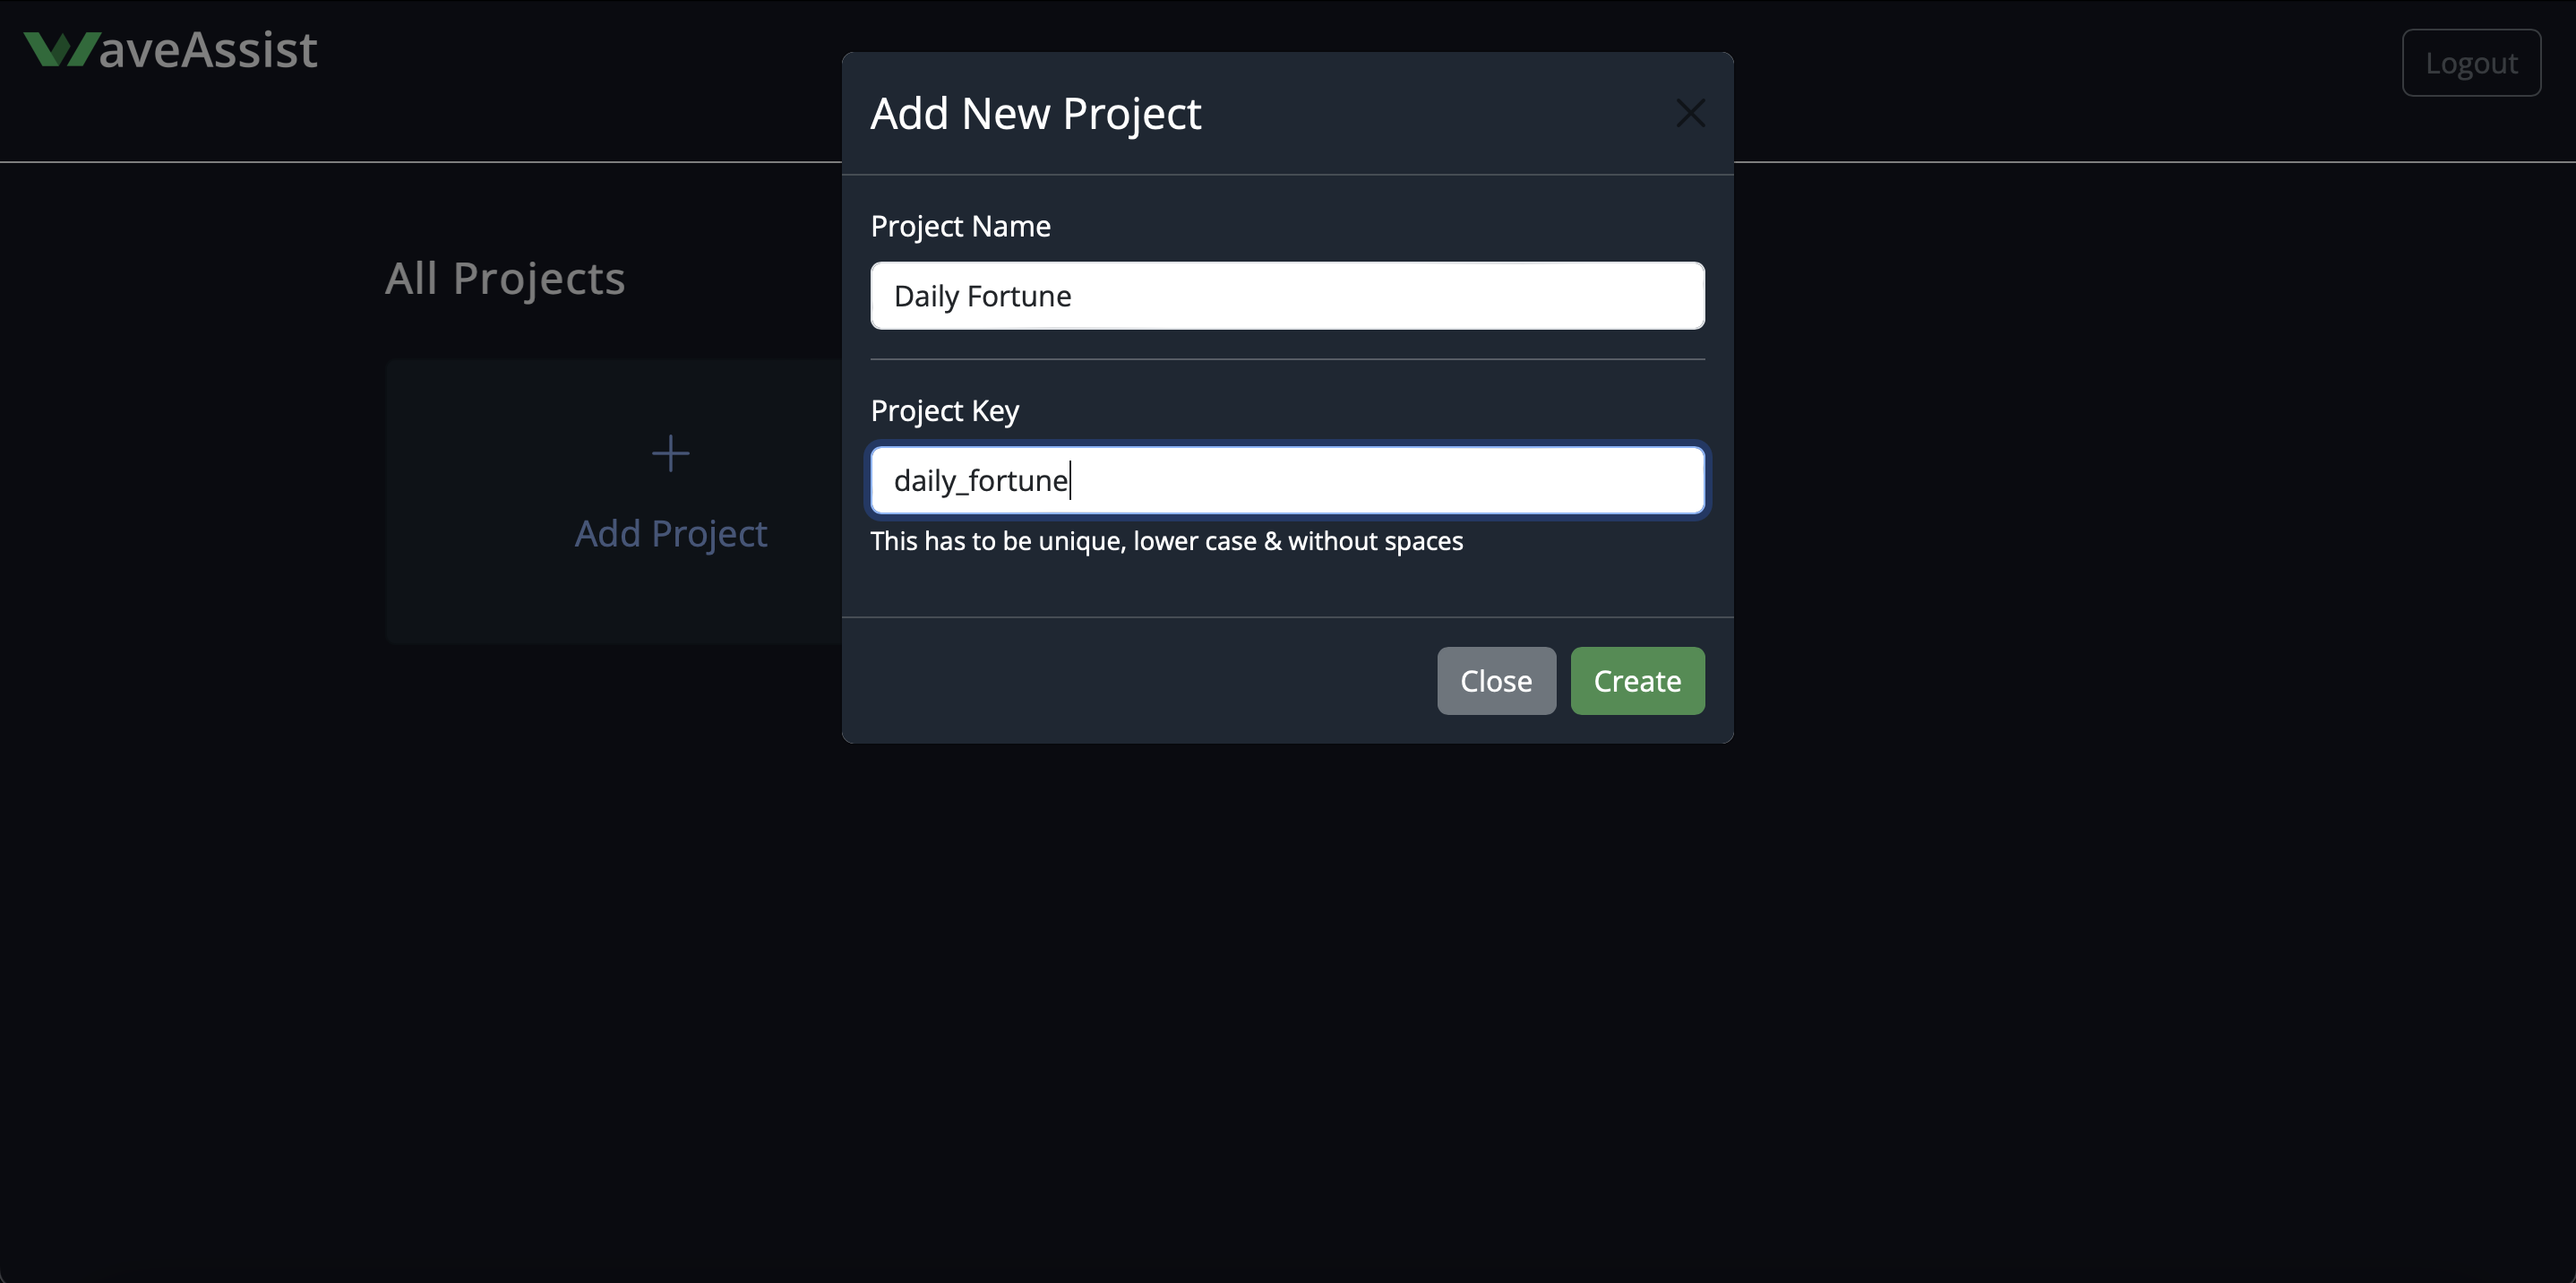 WaveAssist
Logout
Add New Project
Project Name
Daily Fortune
All Projects
Project Key
daily_fortune
Add Project
This has to be unique, lower case & without spaces
Close
Create